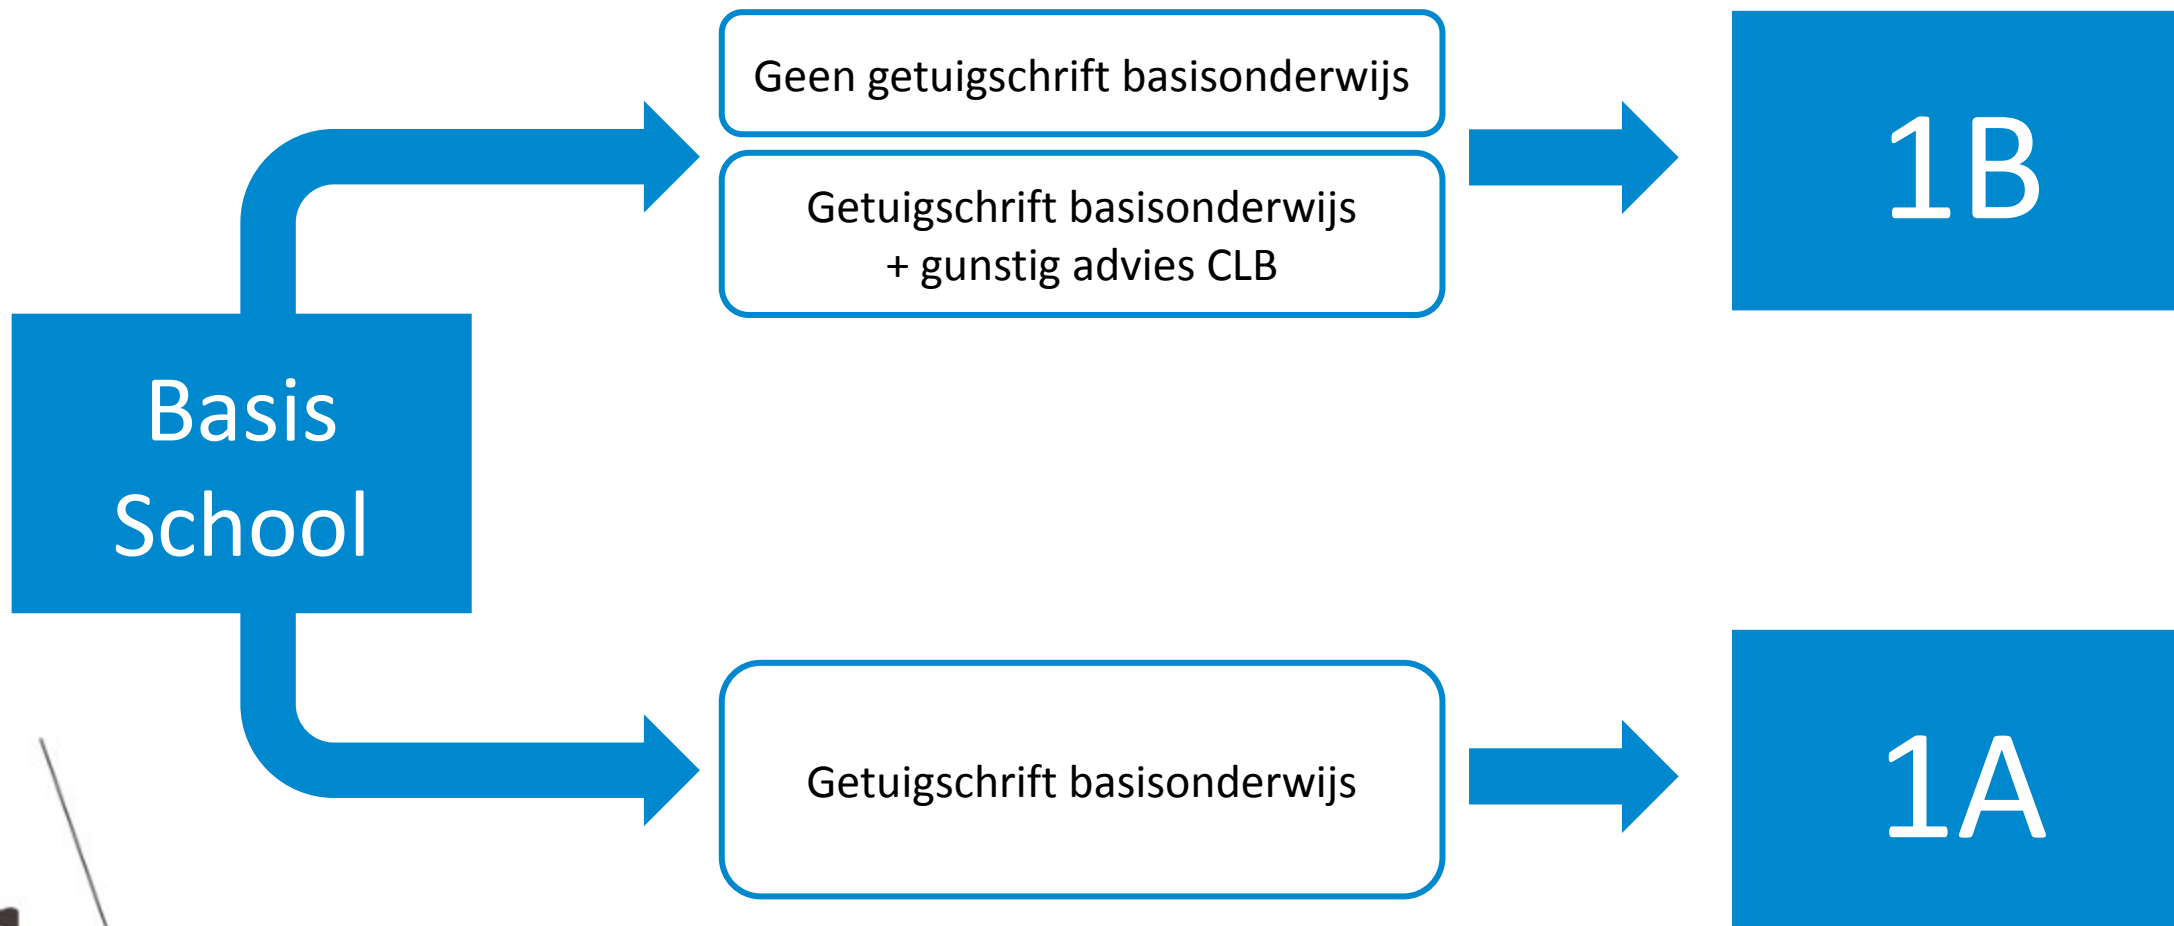 Geen getuigschrift basisonderwijs
Getuigschrift basisonderwijs
+ gunstig advies CLB
1B
Basis
School
Getuigschrift basisonderwijs
1A